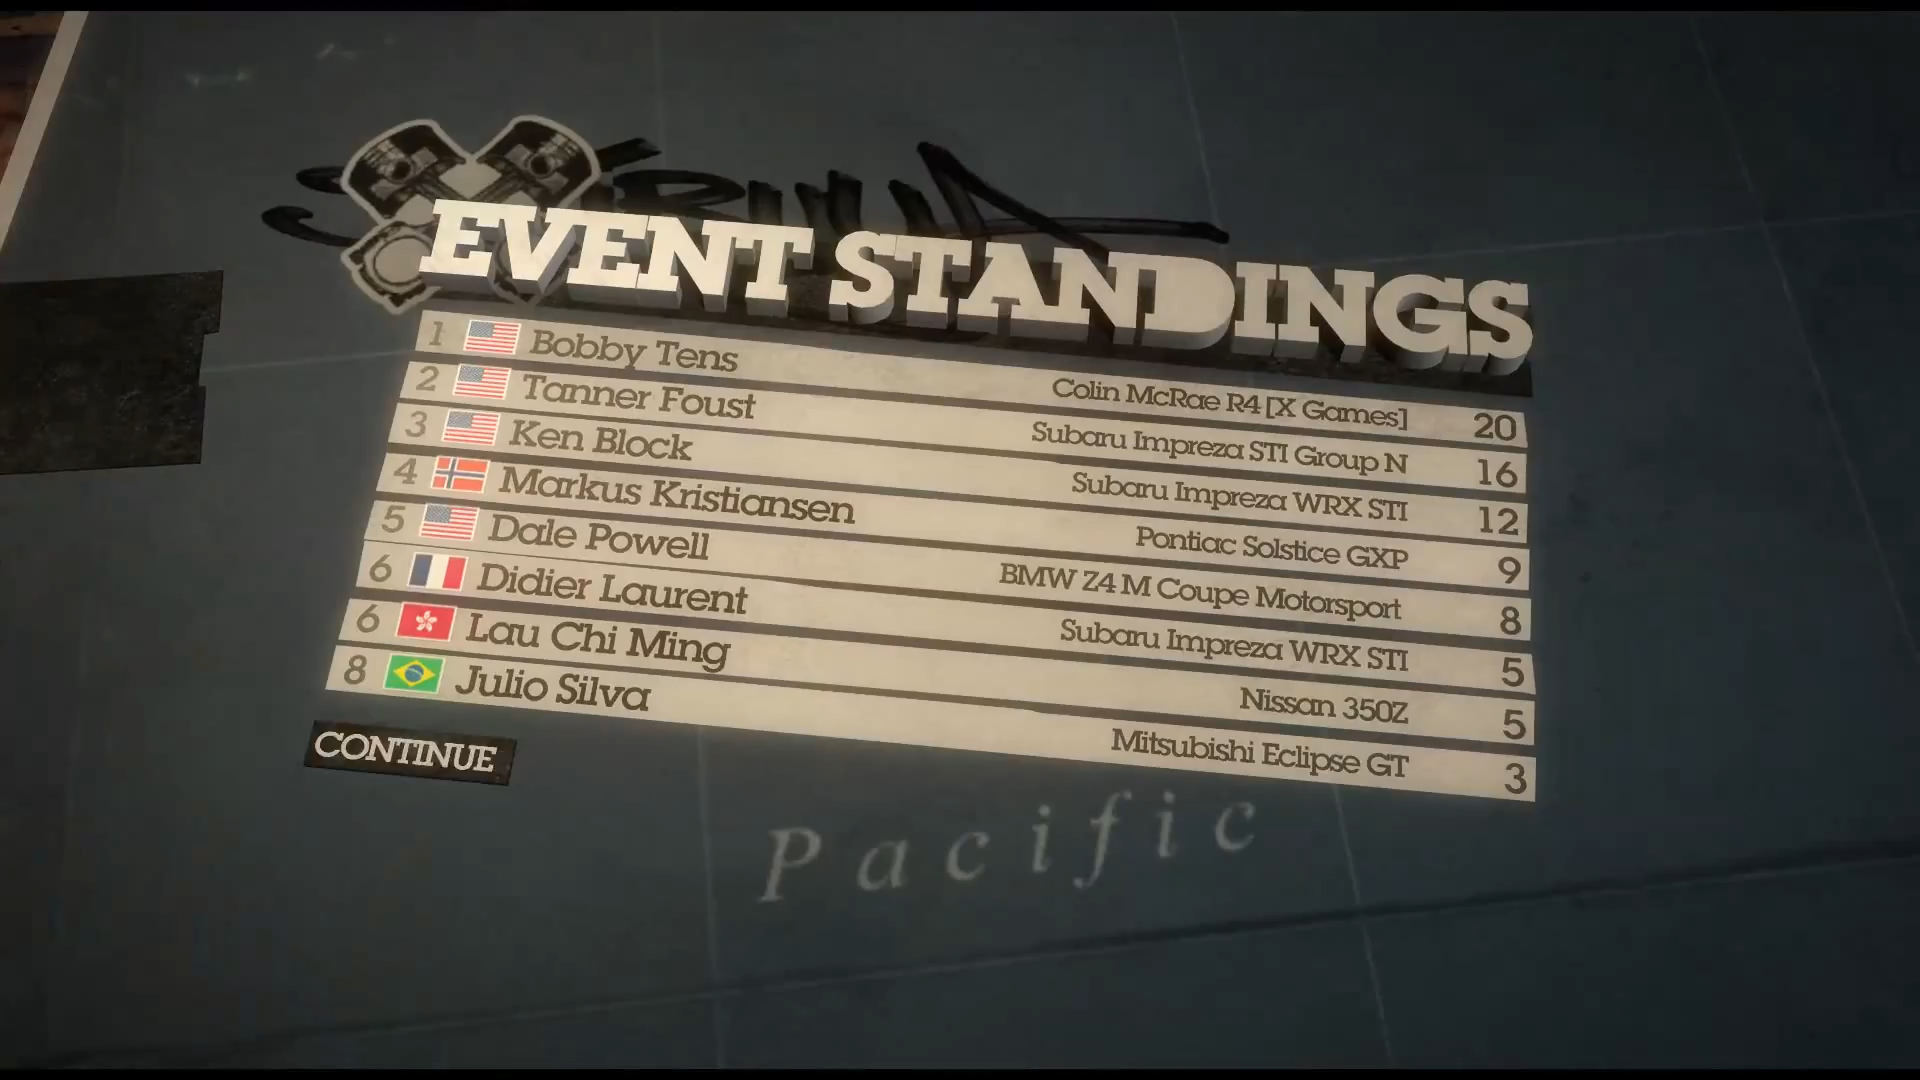 EVENT STANDINGS
1 Bobby Tens Colin McRae R4 [X Games] 20
2 Tanner Foust Subaru Impreza STI Group N 16
3 Ken Block Subaru Impreza WRX STI 12
4 Markus Kristiansen Pontiac Solstice GXP 9
5 Dale Powell BMW Z4 M Coupe Motorsport 8
6 Didier Laurent Subaru Impreza WRX STI 5
6 Lau Chi Ming Nissan 350Z 5
8 Julio Silva Mitsubishi Eclipse GT 3
CONTINUE
Pacific